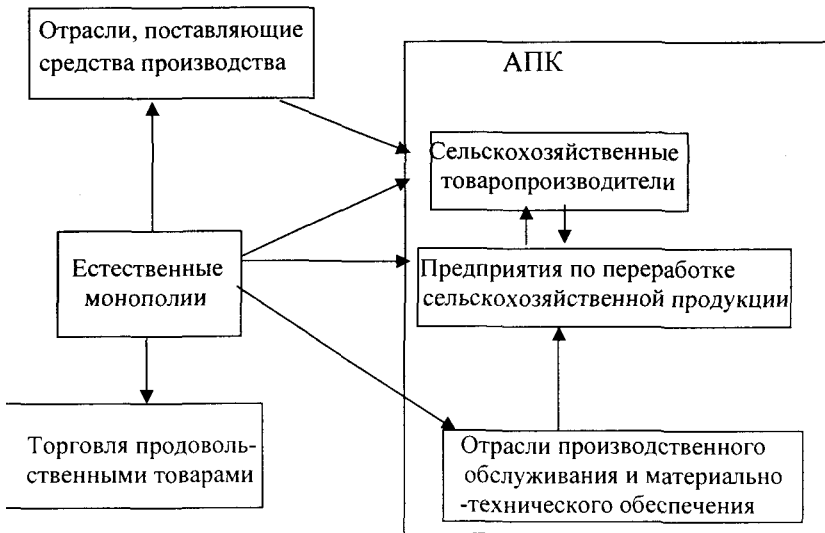 Отрасли, поставляющие
средства производства
АПК
Сельскохозяйственные
товаропроизводители
Естественные
монополии
Предприятия по переработке
сельскохозяйственной продукции
Торговля продоволь-
ственными товарами
Отрасли производственного
обслуживания и материально
-технического обеспечения